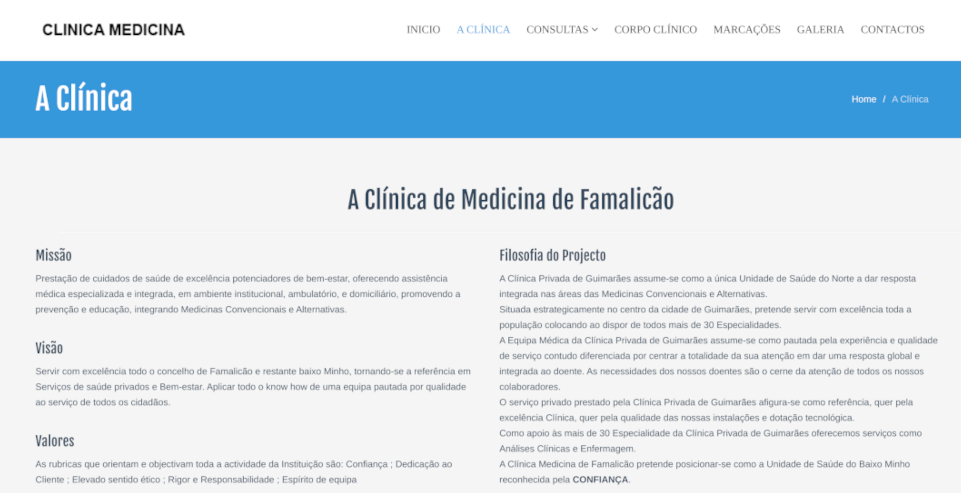 CLINICA MEDICINA
INICIO A CLÍNICA CONSULTAS CORPO CLÍNICO MARCAÇÕES GALERIA CONTACTOS
A Clínica
Home / A Clínica
A Clínica de Medicina de Famalicão
Missão
Prestação de cuidados de saúde de excelência potenciadores de bem-estar, oferecendo assistência
médica especializada e integrada, em ambiente institucional, ambulatório, e domiciliário, promovendo a
prevenção e educação, integrando Medicinas Convencionais e Alternativas.
Visão
Servir com excelência todo o concelho de Famalicão e restante baixo Minho, tornando-se a referência em
Serviços de saúde privados e Bem-estar. Aplicar todo o know how de uma equipa pautada por qualidade
ao serviço de todos os cidadãos.
Valores
As rubricas que orientam e objectivam toda a actividade da Instituição são: Confiança ; Dedicação ao
Cliente ; Elevado sentido ético ; Rigor e Responsabilidade ; Espírito de equipa
Filosofia do Projecto
A Clínica Privada de Guimarães assume-se como a única Unidade de Saúde do Norte a dar resposta
integrada nas áreas das Medicinas Convencionais e Alternativas.
Situada estrategicamente no centro da cidade de Guimarães, pretende servir com excelência toda a
população colocando ao dispor de todos mais de 30 Especialidades.
A Equipa Médica da Clínica Privada de Guimarães assume-se como pautada pela experiência e qualidade
de serviço contudo diferenciada por centrar a totalidade da sua atenção em dar uma resposta global e
integrada ao doente. As necessidades dos nossos doentes são o cerne da atenção de todos os nossos
colaboradores.
O serviço privado prestado pela Clínica Privada de Guimarães afigura-se como referência, quer pela
excelência Clínica, quer pela qualidade das nossas instalações e dotação tecnológica.
Como apoio às mais de 30 Especialidade da Clínica Privada de Guimarães oferecemos serviços como
Análises Clínicas e Enfermagem.
A Clínica Medicina de Famalicão pretende posicionar-se como a Unidade de Saúde do Baixo Minho
reconhecida pela CONFIANÇA.